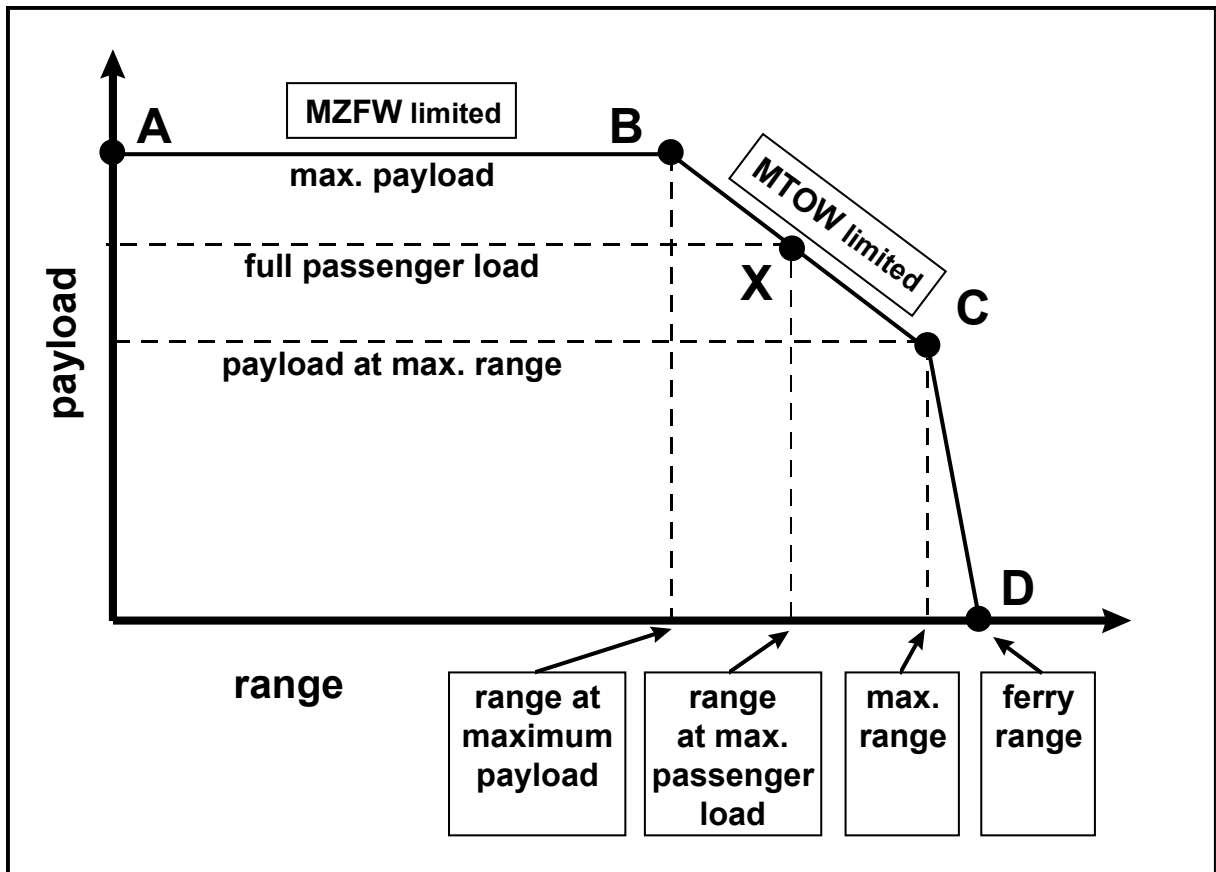 A
MZFW limited
B
max. payload
MTOW limited
full passenger load
X
C
payload at max. range
payload
D
range
range at
maximum
payload
range
at max.
passenger
load
max.
range
ferry
range